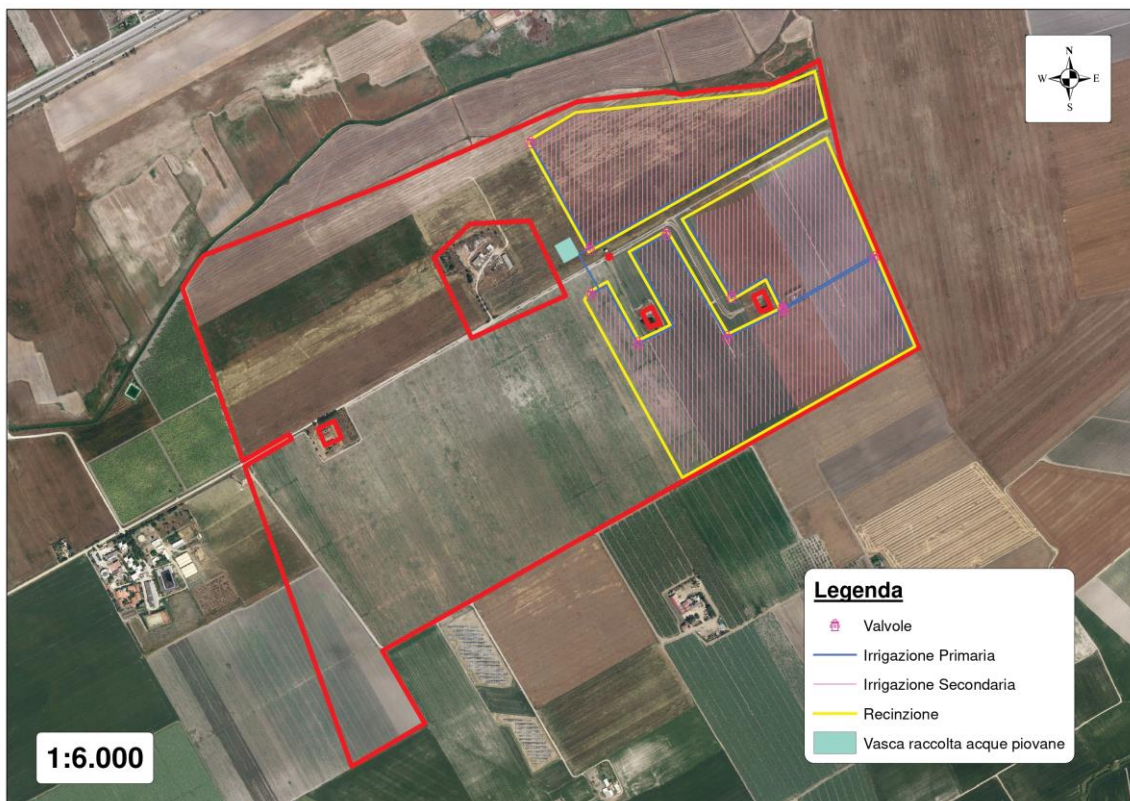 N
W E
S
Legenda
Valvole
Irrigazione Primaria
Irrigazione Secondaria
Recinzione
Vasca raccolta acque piovane
1:6.000